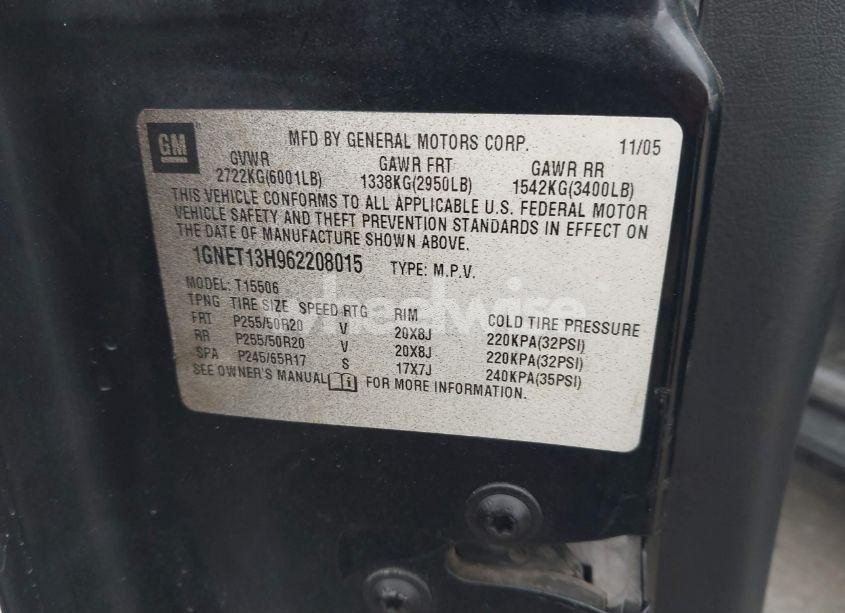 GM
MFD BY GENERAL MOTORS CORP. 11/05
GVWR GAWR FRT GAWR RR
2722KG(6001LB) 1338KG(2950LB) 1542KG(3400LB)
THIS VEHICLE CONFORMS TO ALL APPLICABLE U.S. FEDERAL MOTOR
VEHICLE SAFETY AND THEFT PREVENTION STANDARDS IN EFFECT ON
THE DATE OF MANUFACTURE SHOWN ABOVE.
1GNET13H962208015 TYPE: M.P.V.
MODEL: T15506
TPNG TIRE SIZE SPEED RTG RIM COLD TIRE PRESSURE
FRT P255/50R20 V 20X8J 220KPA(32PSI)
RR P255/50R20 V 20X8J 220KPA(32PSI)
SPA P245/65R17 S 17X7J 240KPA(35PSI)
SEE OWNER'S MANUAL FOR MORE INFORMATION.